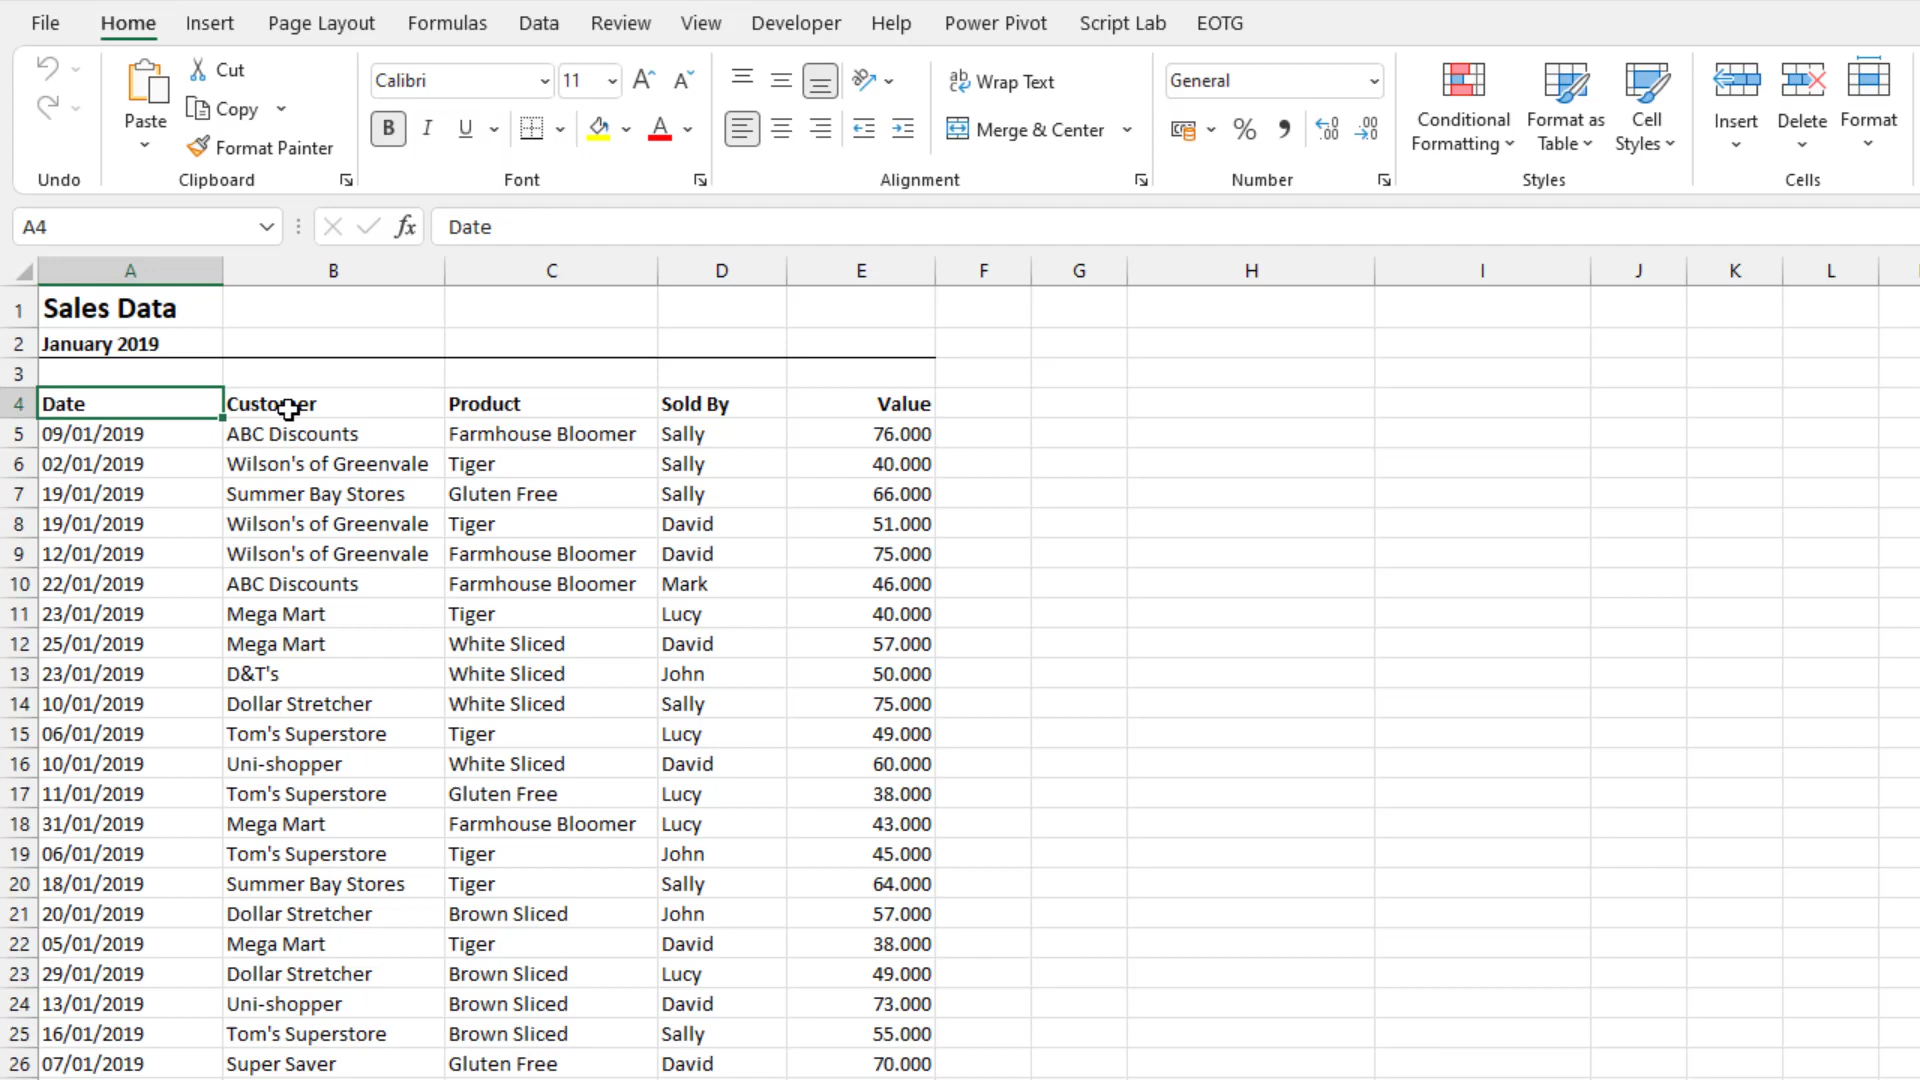 File Home Insert Page Layout Formulas Data Review View Developer Help Power Pivot Script Lab EOTG
Paste
Cut
Copy
Format Painter
Undo
Clipboard
Calibri 11
B I U
Font
Wrap Text
Merge & Center
Alignment
General
Number
Conditional Formatting
Format as Table
Cell Styles
Styles
Insert
Delete
Format
Cells
A4 fx Date
A B C D E F G H I J K L
1 Sales Data
2 January 2019
3
4 Date Customer Product Sold By Value
5 09/01/2019 ABC Discounts Farmhouse Bloomer Sally 76.000
6 02/01/2019 Wilson's of Greenvale Tiger Sally 40.000
7 19/01/2019 Summer Bay Stores Gluten Free Sally 66.000
8 19/01/2019 Wilson's of Greenvale Tiger David 51.000
9 12/01/2019 Wilson's of Greenvale Farmhouse Bloomer David 75.000
10 22/01/2019 ABC Discounts Farmhouse Bloomer Mark 46.000
11 23/01/2019 Mega Mart Tiger Lucy 40.000
12 25/01/2019 Mega Mart White Sliced David 57.000
13 23/01/2019 D&T's White Sliced John 50.000
14 10/01/2019 Dollar Stretcher White Sliced Sally 75.000
15 06/01/2019 Tom's Superstore Tiger Lucy 49.000
16 10/01/2019 Uni-shopper White Sliced David 60.000
17 11/01/2019 Tom's Superstore Gluten Free Lucy 38.000
18 31/01/2019 Mega Mart Farmhouse Bloomer Lucy 43.000
19 06/01/2019 Tom's Superstore Tiger John 45.000
20 18/01/2019 Summer Bay Stores Tiger Sally 64.000
21 20/01/2019 Dollar Stretcher Brown Sliced John 57.000
22 05/01/2019 Mega Mart Tiger David 38.000
23 29/01/2019 Dollar Stretcher Brown Sliced Lucy 49.000
24 13/01/2019 Uni-shopper Brown Sliced David 73.000
25 16/01/2019 Tom's Superstore Brown Sliced Sally 55.000
26 07/01/2019 Super Saver Gluten Free David 70.000